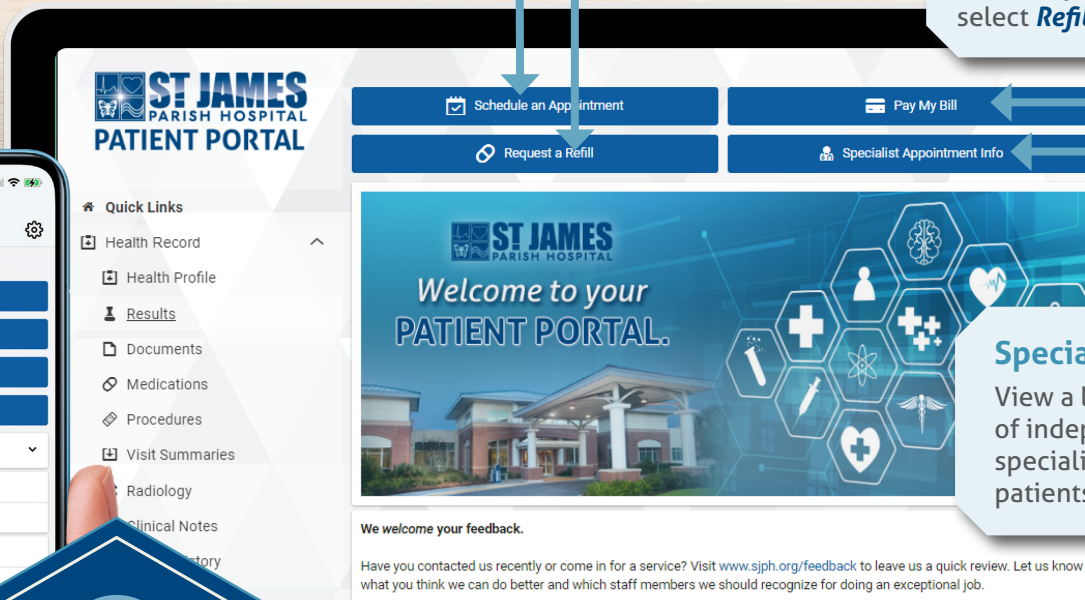 select Refil
ST JAMES
PARISH HOSPITAL
PATIENT PORTAL
Schedule an Appointment
Pay My Bill
Request a Refill
Specialist Appointment Info
Quick Links
Health Record
Health Profile
Results
Documents
Medications
Procedures
Visit Summaries
Radiology
Clinical Notes
tory
ST JAMES
PARISH HOSPITAL
Welcome to your
PATIENT PORTAL.
Specia
View a l
of indep
speciali
patients
We welcome your feedback.
Have you contacted us recently or come in for a service? Visit www.sjph.org/feedback to leave us a quick review. Let us know
what you think we can do better and which staff members we should recognize for doing an exceptional job.